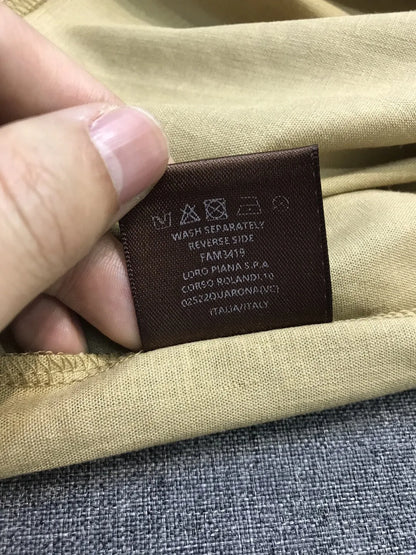 WASH SEPARATELY
REVERSE SIDE
FAM3419
LORO PIANA S.P.A
CORSO ROLANDI,10
02522QUARONA(VC)
ITALIA/ITALY